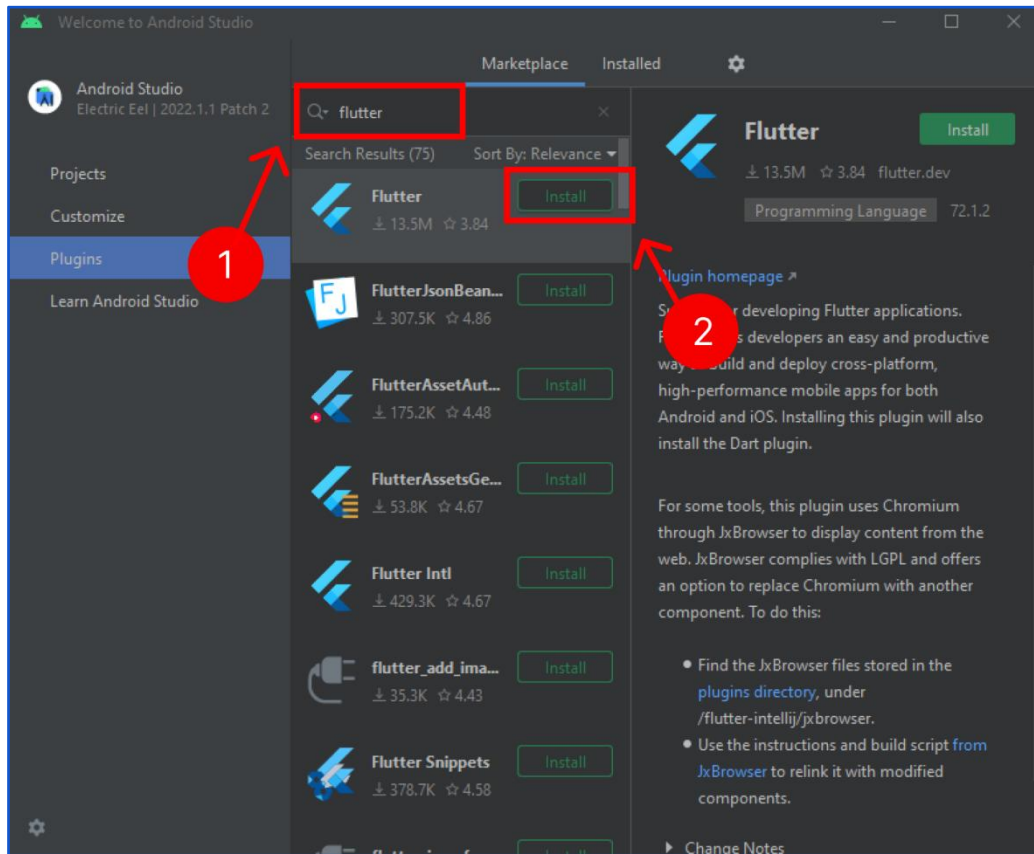 Welcome to Android Studio
Android Studio
Electric Eel | 2022.1.1 Patch 2
Projects
Customize
Plugins
Learn Android Studio
1
Marketplace Installed
flutter
Search Results (75) Sort By: Relevance
Flutter Install
13.5M 3.84
FlutterJsonBean... Install
307.5K 4.86
FlutterAssetAut... Install
175.2K 4.48
FlutterAssetsGe... Install
53.8K 4.67
Flutter Intl Install
429.3K 4.67
flutter_add_ima... Install
35.3K 4.43
Flutter Snippets Install
378.7K 4.58
2
Flutter Install
13.5M 3.84 flutter.dev
Programming Language 72.1.2
Plugin homepage
developing Flutter applications.
developers an easy and productive
way build and deploy cross-platform,
high-performance mobile apps for both
Android and iOS. Installing this plugin will also
install the Dart plugin.
For some tools, this plugin uses Chromium
through JxBrowser to display content from the
web. JxBrowser complies with LGPL and offers
an option to replace Chromium with another
component. To do this:
Find the JxBrowser files stored in the
plugins directory, under
/flutter-intellij/jxbrowser.
Use the instructions and build script from
JxBrowser to relink it with modified
components.
Change Notes